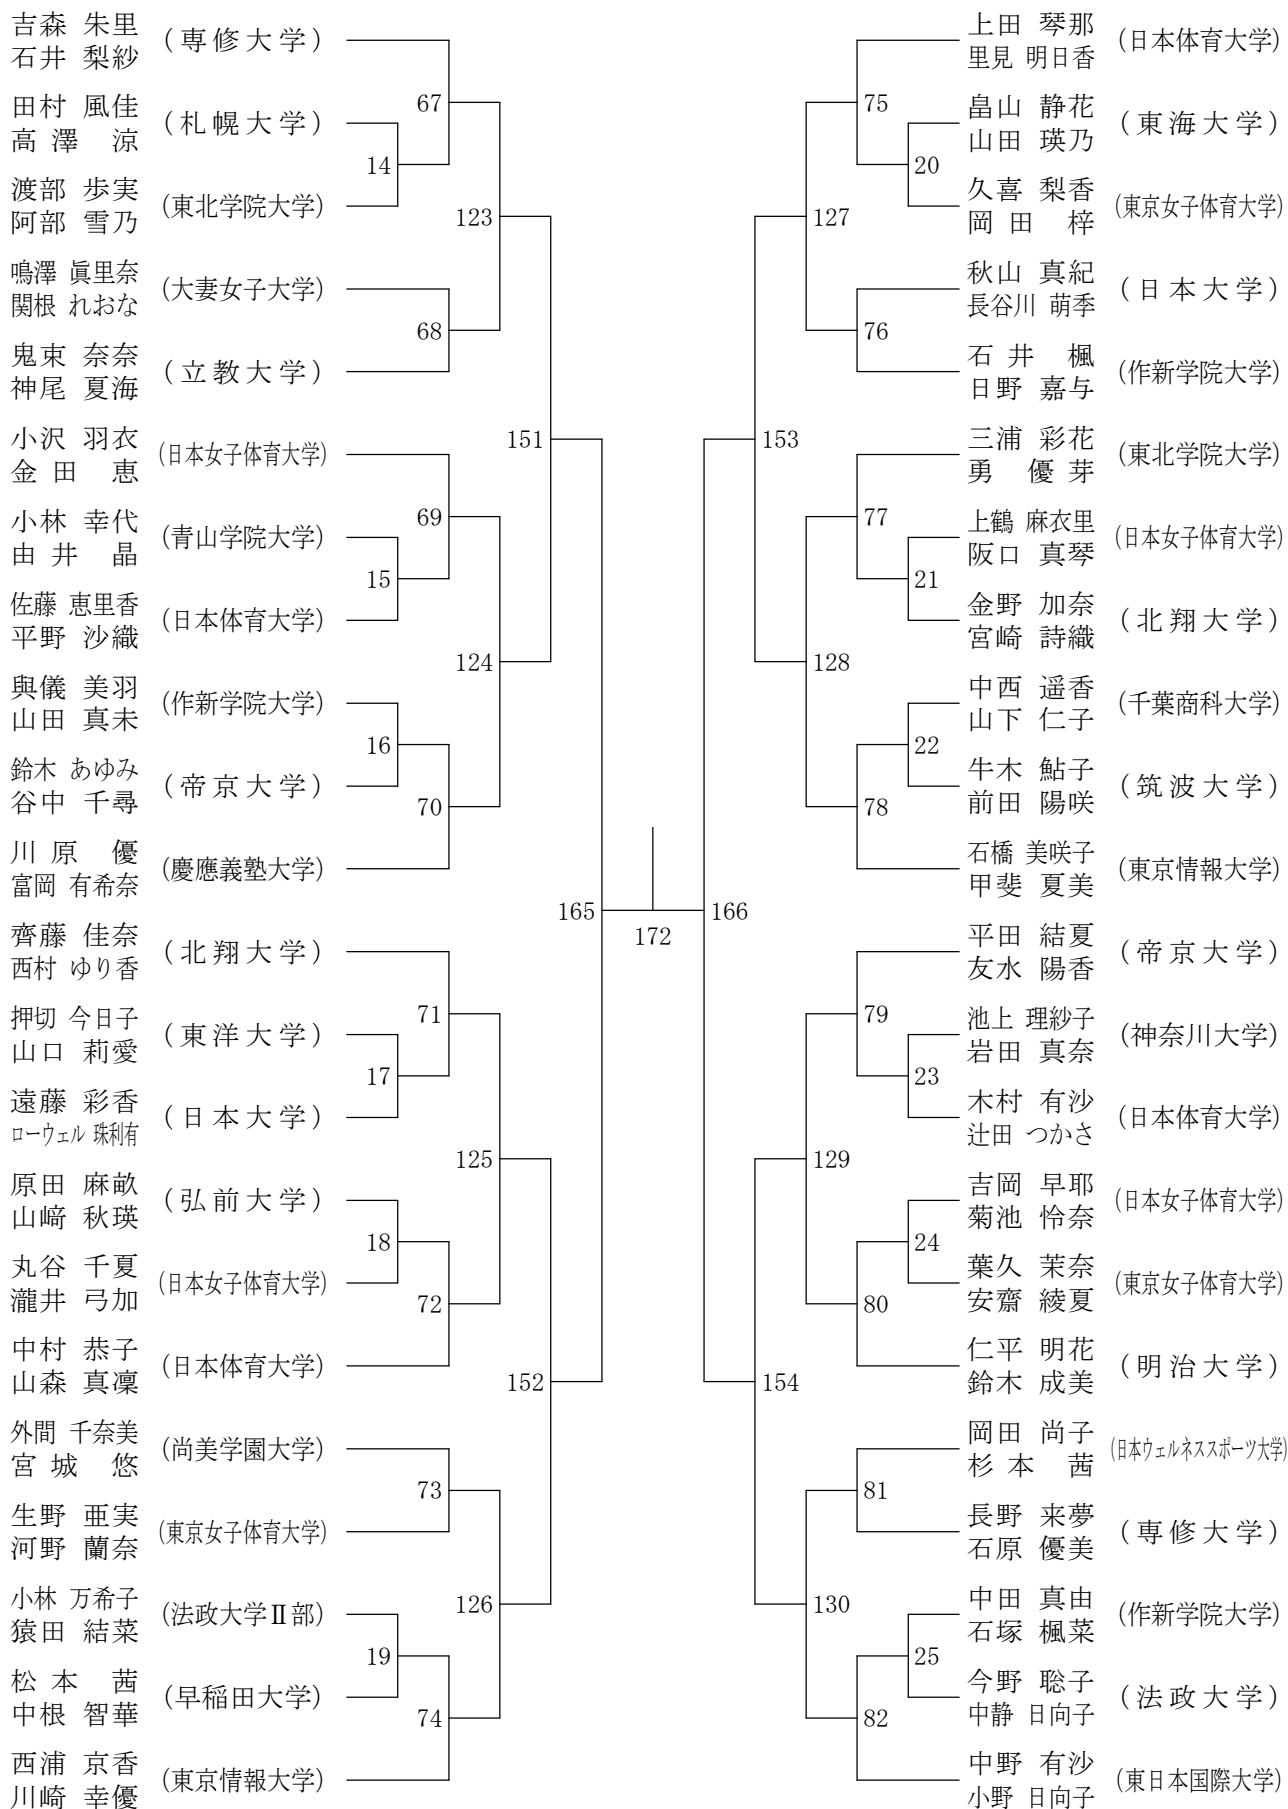 吉森 朱里
石井 梨紗
(専修大学)
田村 風佳
高澤 涼
(札幌大学)
渡部 歩実
阿部 雪乃
(東北学院大学)
鳴澤 眞里奈
関根 れおな
(大妻女子大学)
鬼束 奈奈
神尾 夏海
(立教大学)
小沢 羽衣
金田 恵
(日本女子体育大学)
小林 幸代
由井 晶
(青山学院大学)
佐藤 恵里香
平野 沙織
(日本体育大学)
與儀 美羽
山田 真未
(作新学院大学)
鈴木 あゆみ
谷中 千尋
(帝京大学)
川原 優
富岡 有希奈
(慶應義塾大学)
齊藤 佳奈
西村 ゆり香
(北翔大学)
押切 今日子
山口 莉愛
(東洋大学)
遠藤 彩香
ローウェル 珠利有
(日本大学)
原田 麻畝
山﨑 秋瑛
(弘前大学)
丸谷 千夏
瀧井 弓加
(日本女子体育大学)
中村 恭子
山森 真凜
(日本体育大学)
外間 千奈美
宮城 悠
(尚美学園大学)
生野 亜実
河野 蘭奈
(東京女子体育大学)
小林 万希子
猿田 結菜
(法政大学Ⅱ部)
松本 茜
中根 智華
(早稲田大学)
西浦 京香
川崎 幸優
(東京情報大学)
67
14
123
68
151
69
15
124
16
70
165
71
17
125
18
72
152
73
126
19
74
172
75
20
127
76
153
77
21
128
22
78
166
79
23
129
24
80
154
81
130
25
82
上田 琴那
里見 明日香
(日本体育大学)
畠山 静花
山田 瑛乃
(東海大学)
久喜 梨香
岡田 梓
(東京女子体育大学)
秋山 真紀
長谷川 萌季
(日本大学)
石井 楓
日野 嘉与
(作新学院大学)
三浦 彩花
勇 優芽
(東北学院大学)
上鶴 麻衣里
阪口 真琴
(日本女子体育大学)
金野 加奈
宮崎 詩織
(北翔大学)
中西 遥香
山下 仁子
(千葉商科大学)
牛木 鮎子
前田 陽咲
(筑波大学)
石橋 美咲子
甲斐 夏美
(東京情報大学)
平田 結夏
友水 陽香
(帝京大学)
池上 理紗子
岩田 真奈
(神奈川大学)
木村 有沙
辻田 つかさ
(日本体育大学)
吉岡 早耶
菊池 怜奈
(日本女子体育大学)
葉久 茉奈
安齋 綾夏
(東京女子体育大学)
仁平 明花
鈴木 成美
(明治大学)
岡田 尚子
杉本 茜
(日本ウェルネススポーツ大学)
長野 来夢
石原 優美
(専修大学)
中田 真由
石塚 楓菜
(作新学院大学)
今野 聡子
中静 日向子
(法政大学)
中野 有沙
小野 日向子
(東日本国際大学)